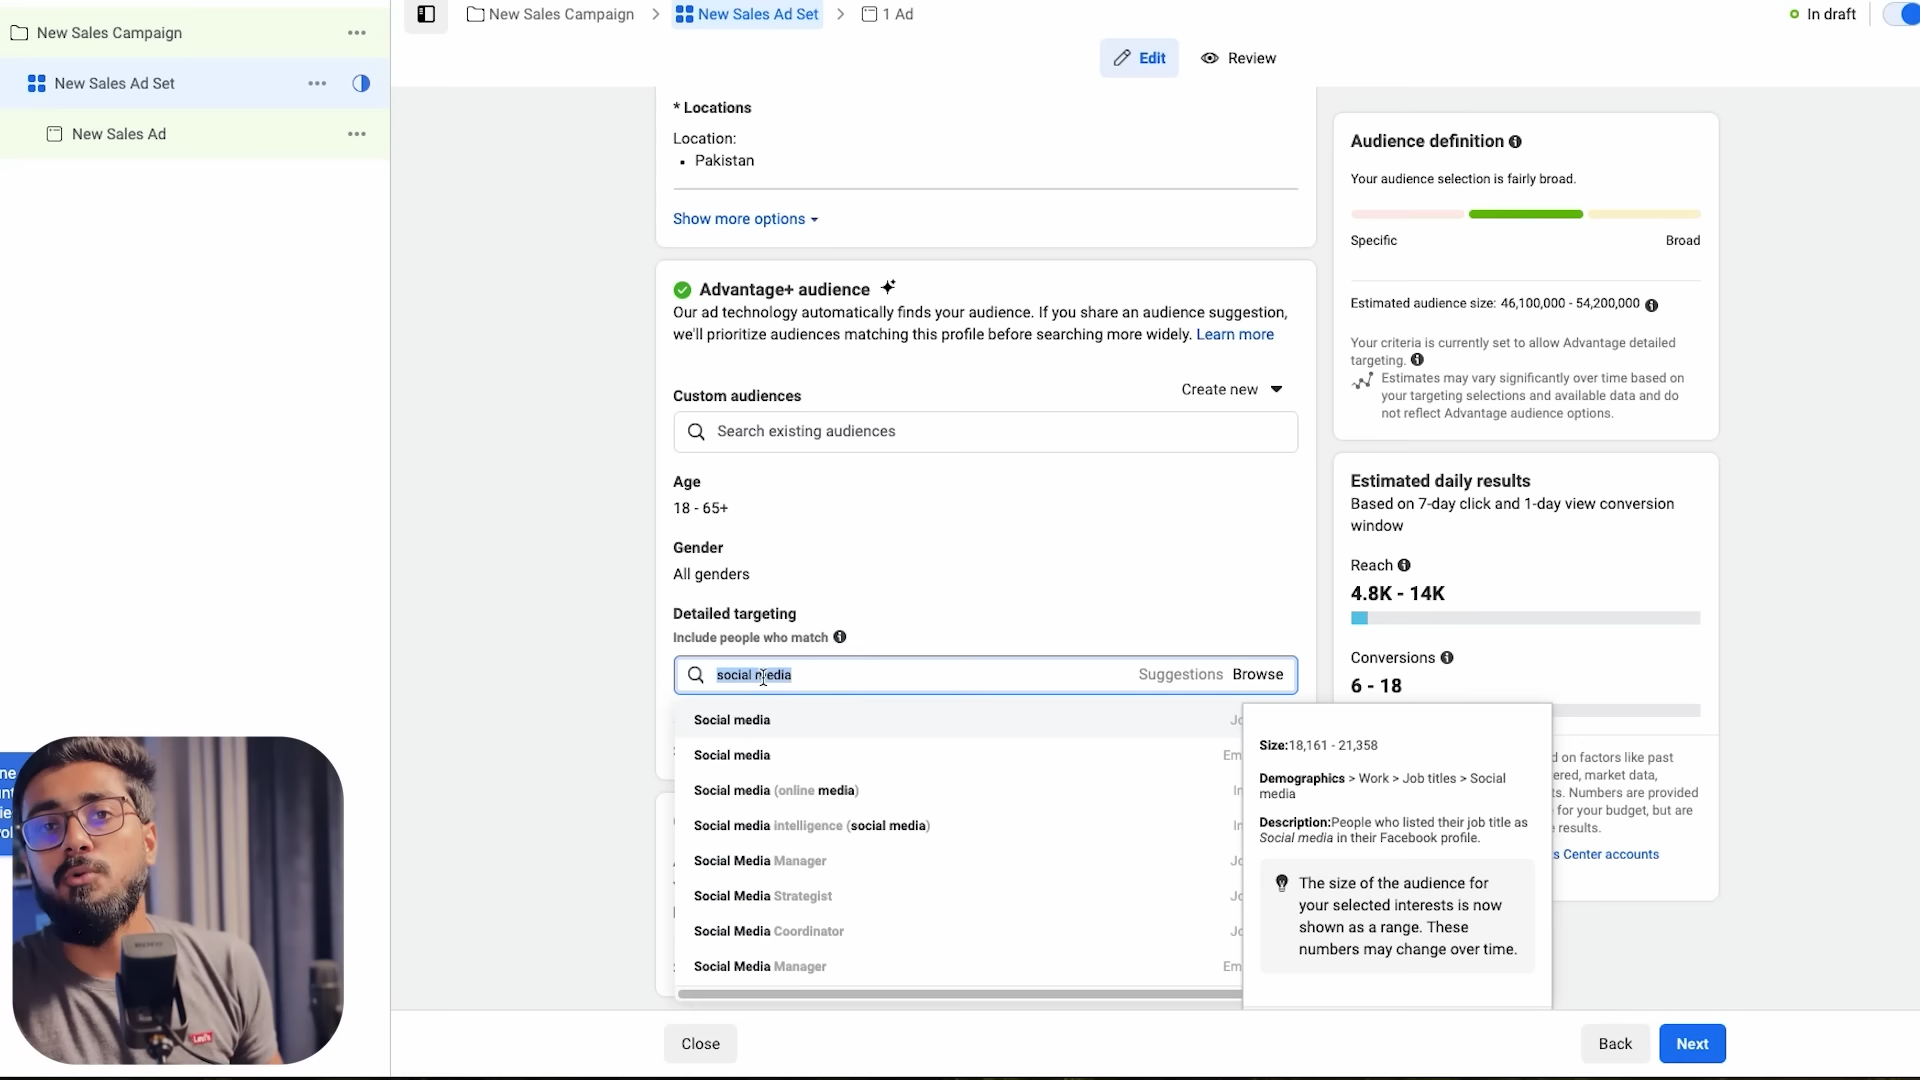 New Sales Campaign
New Sales Ad Set
New Sales Ad
New Sales Campaign
New Sales Ad Set
1 Ad
In draft
Edit
Review
* Locations
Location:
Pakistan
Show more options
Advantage+ audience
Our ad technology automatically finds your audience. If you share an audience suggestion,
we'll prioritize audiences matching this profile before searching more widely. Learn more
Custom audiences
Create new
Search existing audiences
Age
18 - 65+
Gender
All genders
Detailed targeting
Include people who match
social media
Suggestions Browse
Social media
Social media
Social media (online media)
Social media intelligence (social media)
Social Media Manager
Social Media Strategist
Social Media Coordinator
Social Media Manager
Size:18,161 - 21,358
Demographics > Work > Job titles > Social
media
Description:People who listed their job title as
Social media in their Facebook profile.
The size of the audience for
your selected interests is now
shown as a range. These
numbers may change over time.
Audience definition
Your audience selection is fairly broad.
Specific
Broad
Estimated audience size: 46,100,000 - 54,200,000
Your criteria is currently set to allow Advantage detailed
targeting.
Estimates may vary significantly over time based on
your targeting selections and available data and do
not reflect Advantage audience options.
Estimated daily results
Based on 7-day click and 1-day view conversion
window
Reach
4.8K - 14K
Conversions
6 - 18
d on factors like past
ered, market data,
s. Numbers are provided
for your budget, but are
results.
s Center accounts
Close
Back
Next
Levi's